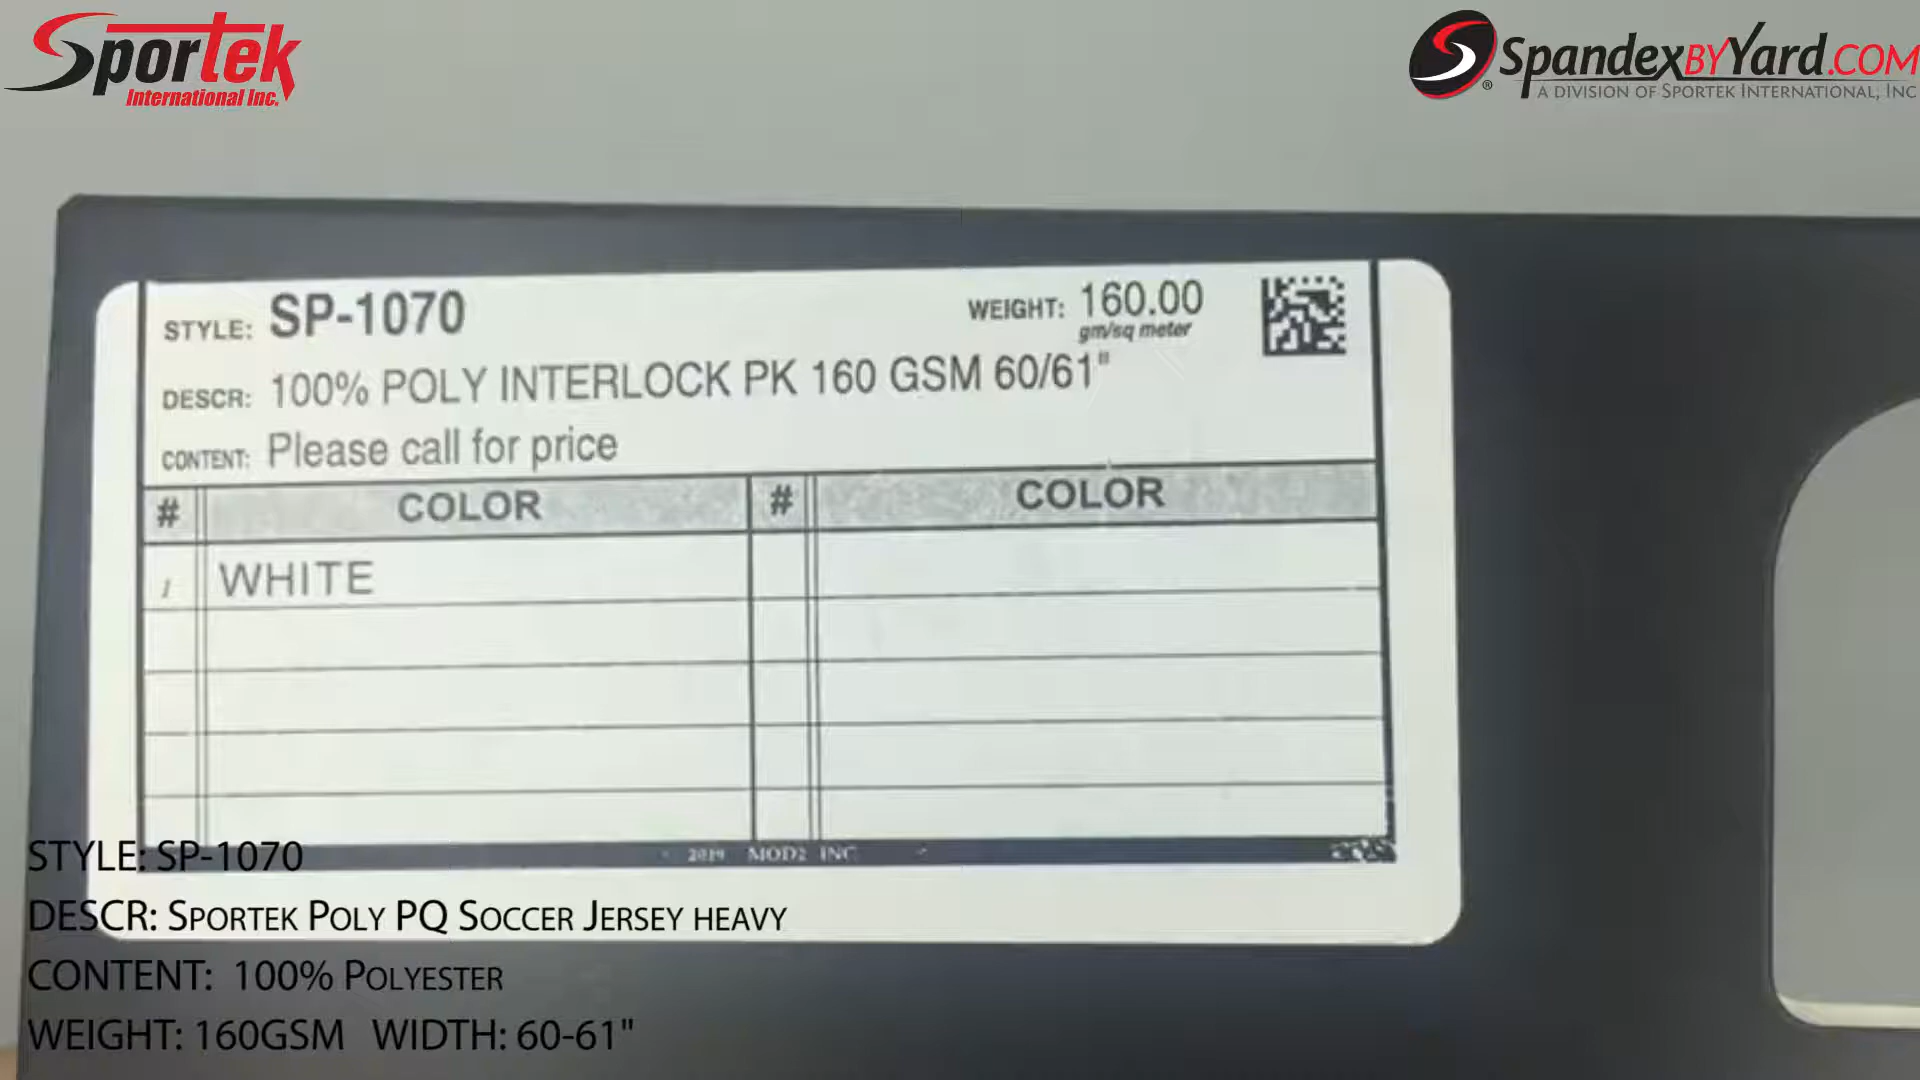 Sportek
International Inc.
SpandexbyYard.com
A Division of Sportek International, Inc
STYLE: SP-1070
WEIGHT: 160.00
gm/sq meter
DESCR: 100% POLY INTERLOCK PK 160 GSM 60/61"
CONTENT: Please call for price
# COLOR # COLOR
1 WHITE
2019 MOD2 INC
STYLE: SP-1070
DESCR: Sportek Poly PQ Soccer Jersey heavy
CONTENT: 100% Polyester
WEIGHT: 160GSM WIDTH: 60-61"